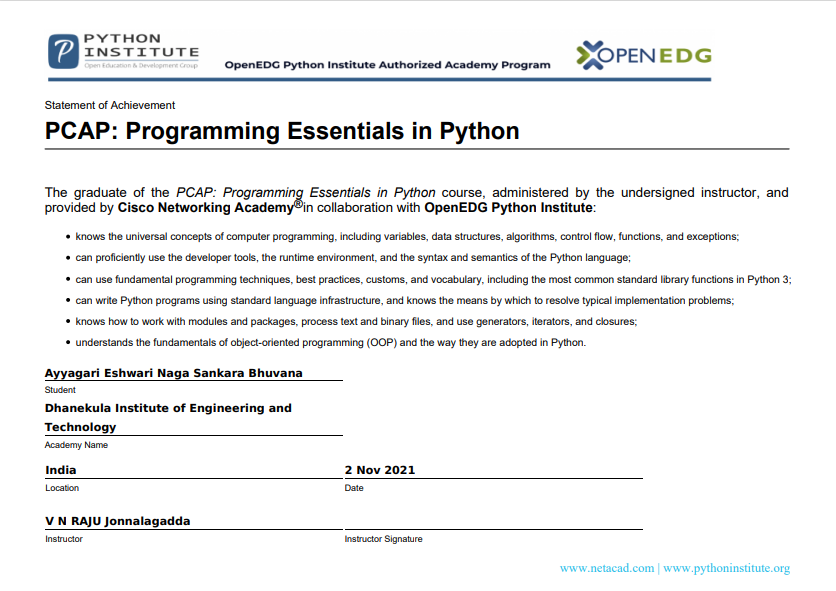 PYTHON
INSTITUTE
Open Education & Development Group
OpenEDG Python Institute Authorized Academy Program
OPENEDG
Statement of Achievement
PCAP: Programming Essentials in Python
The graduate of the PCAP: Programming Essentials in Python course, administered by the undersigned instructor, and
provided by Cisco Networking Academy®in collaboration with OpenEDG Python Institute:
• knows the universal concepts of computer programming, including variables, data structures, algorithms, control flow, functions, and exceptions;
• can proficiently use the developer tools, the runtime environment, and the syntax and semantics of the Python language;
• can use fundamental programming techniques, best practices, customs, and vocabulary, including the most common standard library functions in Python 3;
• can write Python programs using standard language infrastructure, and knows the means by which to resolve typical implementation problems;
• knows how to work with modules and packages, process text and binary files, and use generators, iterators, and closures;
• understands the fundamentals of object-oriented programming (OOP) and the way they are adopted in Python.
Ayyagari Eshwari Naga Sankara Bhuvana
Student
Dhanekula Institute of Engineering and
Technology
Academy Name
India
Location
2 Nov 2021
Date
V N RAJU Jonnalagadda
Instructor
Instructor Signature
www.netacad.com | www.pythoninstitute.org